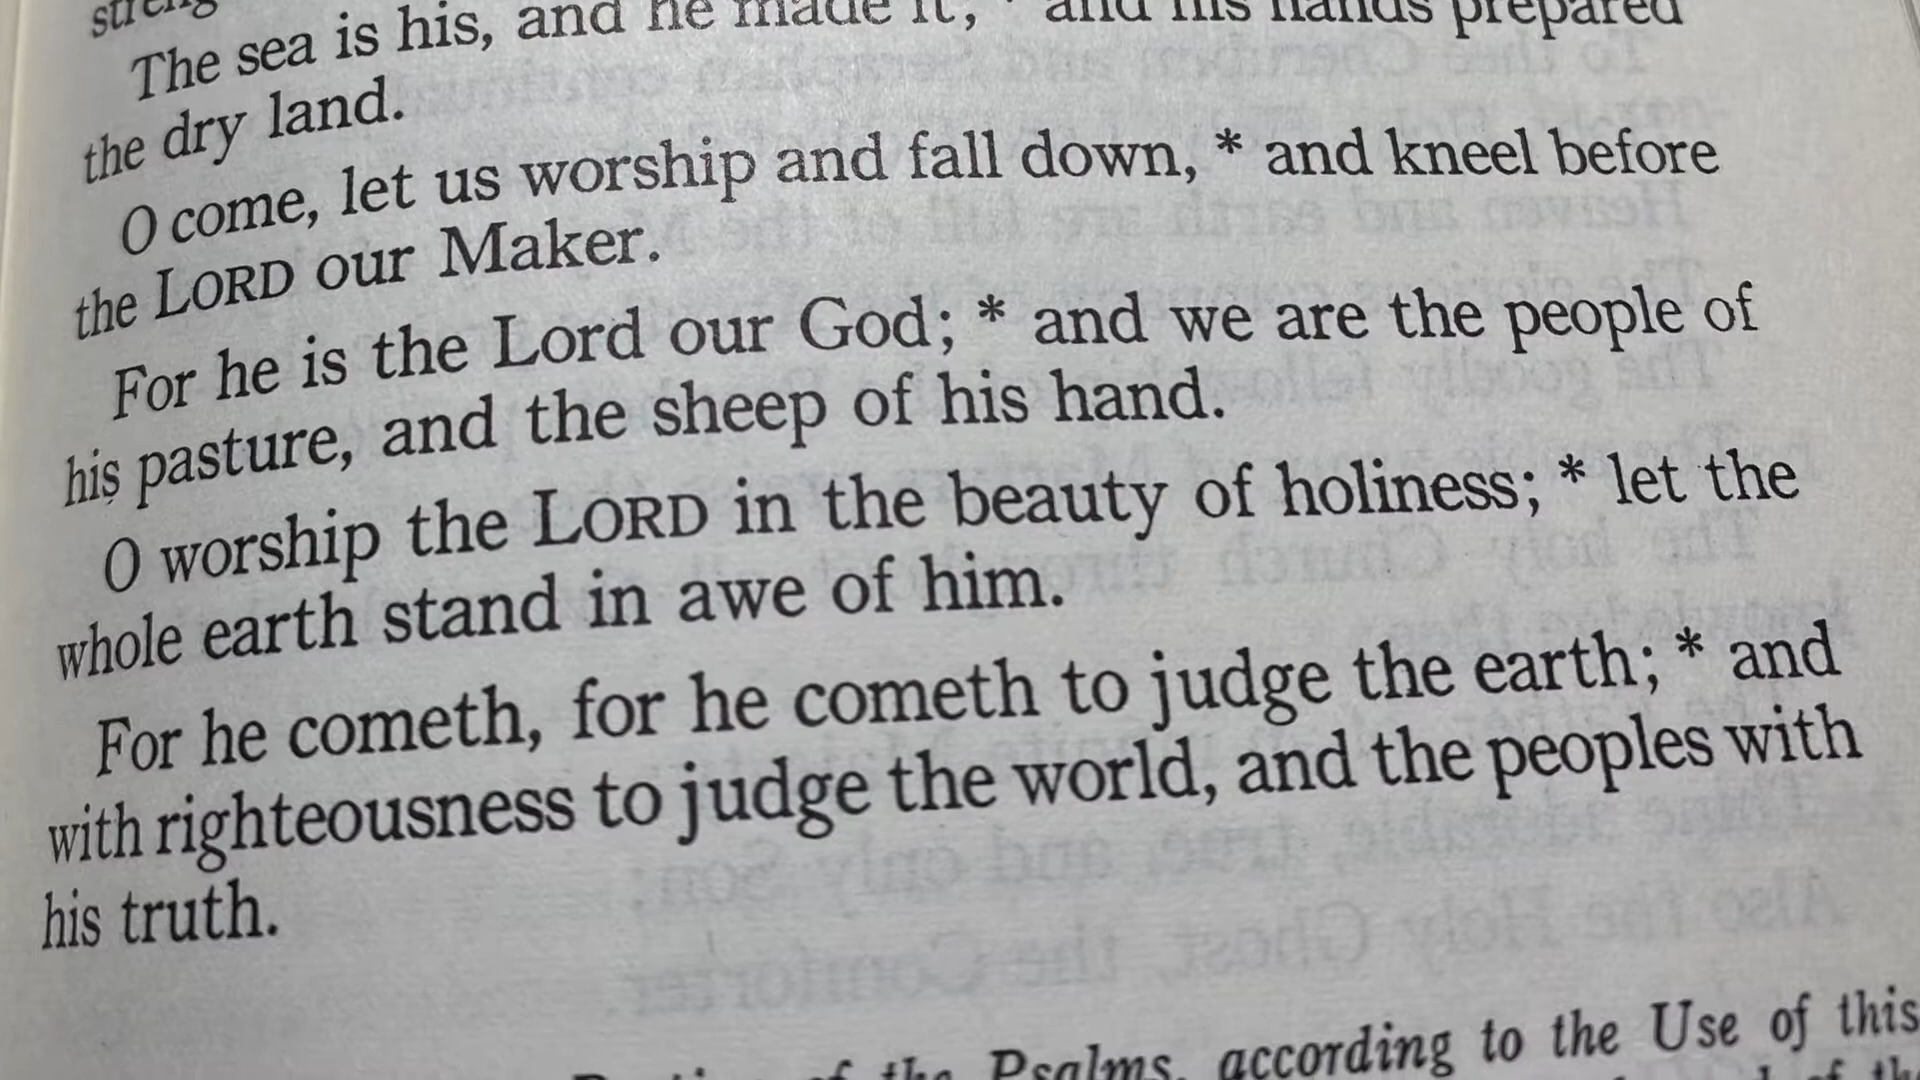 The sea is his, and he made it, * and his hands prepared
the dry land.
O come, let us worship and fall down, * and kneel before
the LORD our Maker.
For he is the Lord our God; * and we are the people of
his pasture, and the sheep of his hand.
O worship the LORD in the beauty of holiness; * let the
whole earth stand in awe of him.
For he cometh, for he cometh to judge the earth; * and
with righteousness to judge the world, and the peoples with
his truth.
of the Psalms, according to the Use of this